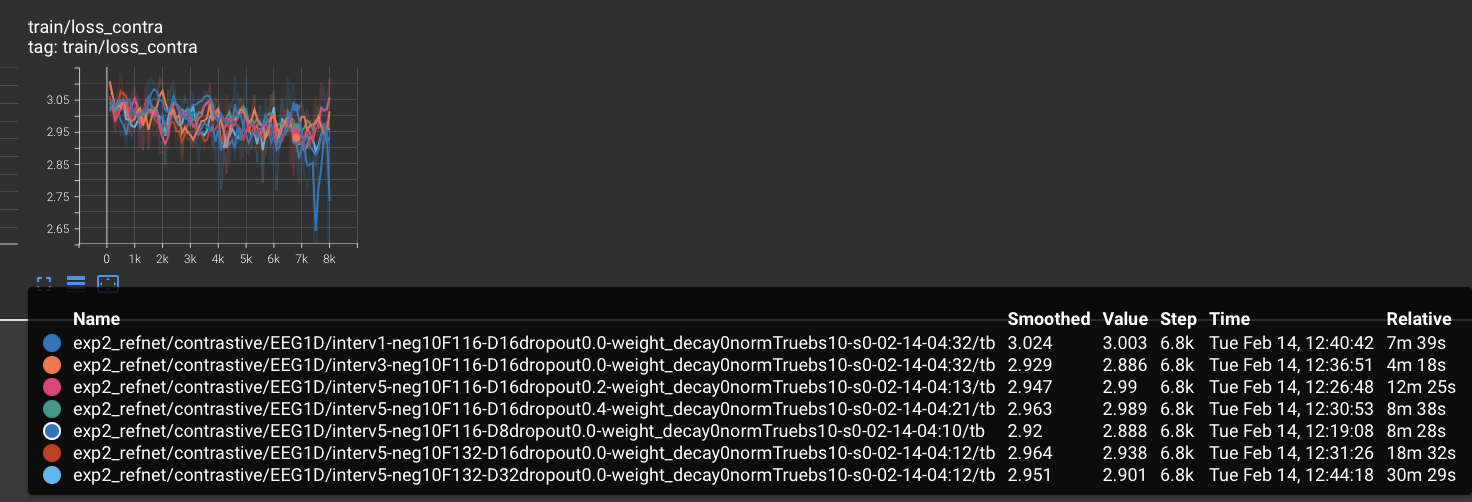 train/loss_contra
tag: train/loss_contra
3.05
2.95
2.85
2.75
2.65
0 1k 2k 3k 4k 5k 6k 7k 8k
Name Smoothed Value Step Time Relative
exp2_refnet/contrastive/EEG1D/interv1-neg10F116-D16dropout0.0-weight_decay0normTruebs10-s0-02-14-04:32/tb 3.024 3.003 6.8k Tue Feb 14, 12:40:42 7m 39s
exp2_refnet/contrastive/EEG1D/interv3-neg10F116-D16dropout0.0-weight_decay0normTruebs10-s0-02-14-04:32/tb 2.929 2.886 6.8k Tue Feb 14, 12:36:51 4m 18s
exp2_refnet/contrastive/EEG1D/interv5-neg10F116-D16dropout0.2-weight_decay0normTruebs10-s0-02-14-04:13/tb 2.947 2.99 6.8k Tue Feb 14, 12:26:48 12m 25s
exp2_refnet/contrastive/EEG1D/interv5-neg10F116-D16dropout0.4-weight_decay0normTruebs10-s0-02-14-04:21/tb 2.963 2.989 6.8k Tue Feb 14, 12:30:53 8m 38s
exp2_refnet/contrastive/EEG1D/interv5-neg10F116-D8dropout0.0-weight_decay0normTruebs10-s0-02-14-04:10/tb 2.92 2.888 6.8k Tue Feb 14, 12:19:08 8m 28s
exp2_refnet/contrastive/EEG1D/interv5-neg10F132-D16dropout0.0-weight_decay0normTruebs10-s0-02-14-04:12/tb 2.964 2.938 6.8k Tue Feb 14, 12:31:26 18m 32s
exp2_refnet/contrastive/EEG1D/interv5-neg10F132-D32dropout0.0-weight_decay0normTruebs10-s0-02-14-04:12/tb 2.951 2.901 6.8k Tue Feb 14, 12:44:18 30m 29s